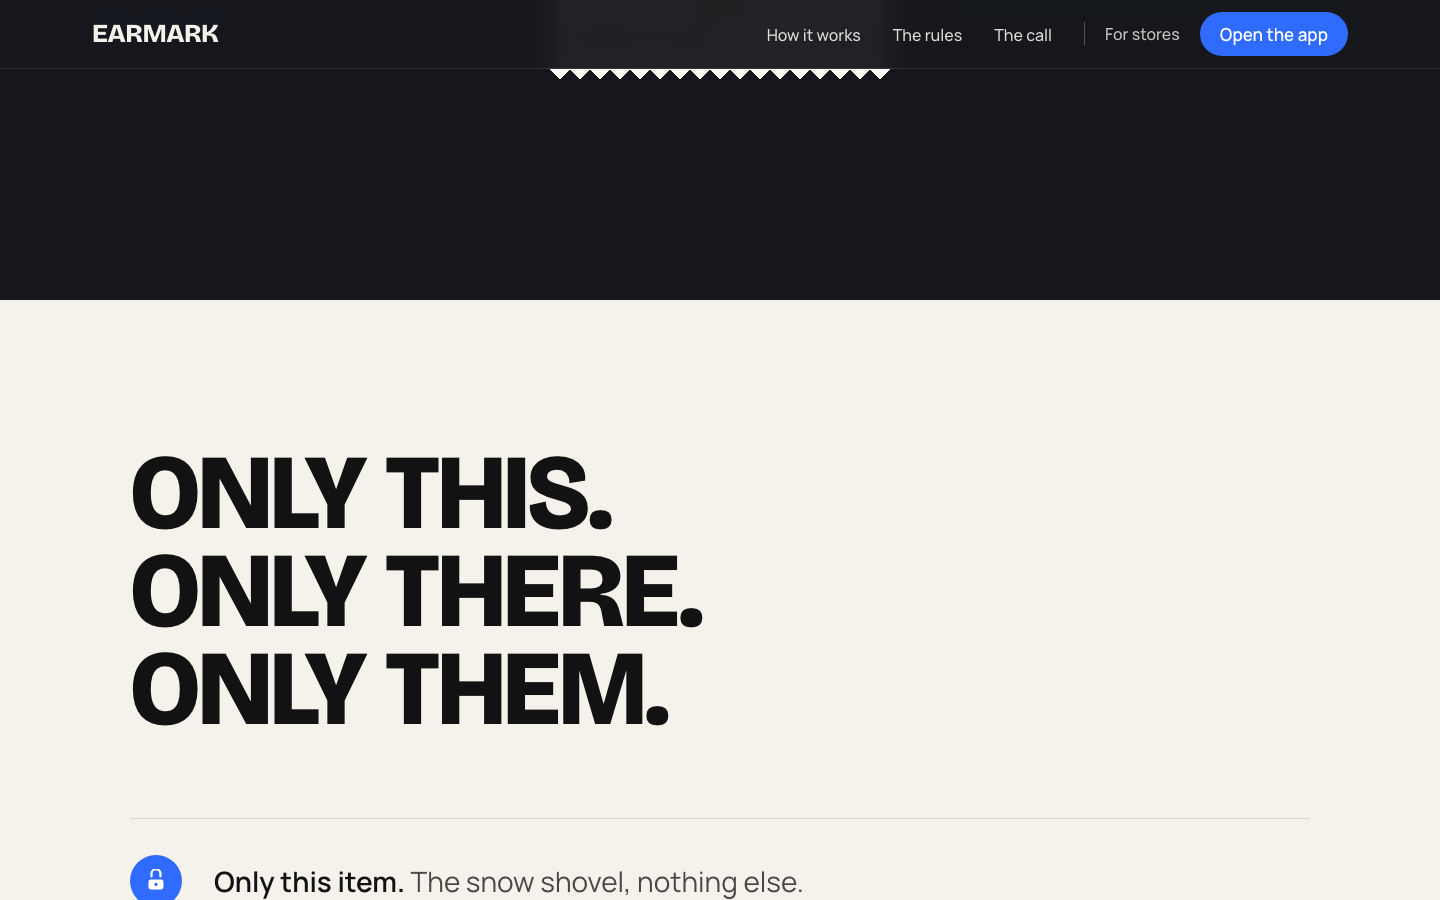 EARMARK
How it works
The rules
The call
For stores
Open the app
ONLY THIS.
ONLY THERE.
ONLY THEM.
Only this item. The snow shovel, nothing else.